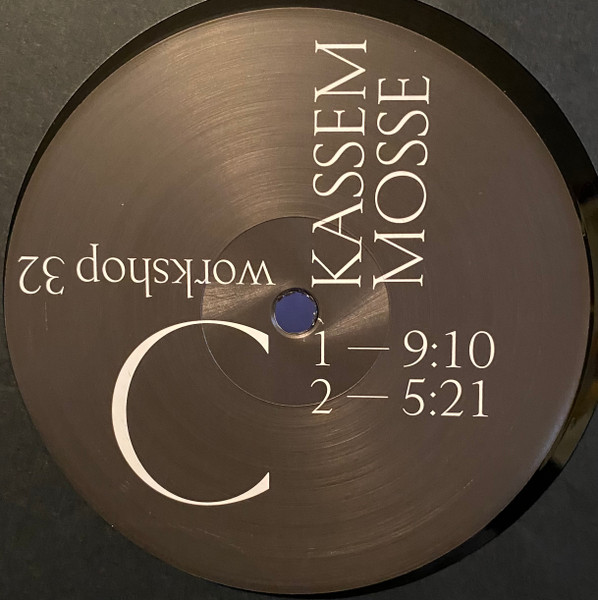 KASSEM
MOSSE
workshop 32
C
1 — 9:10
2 — 5:21